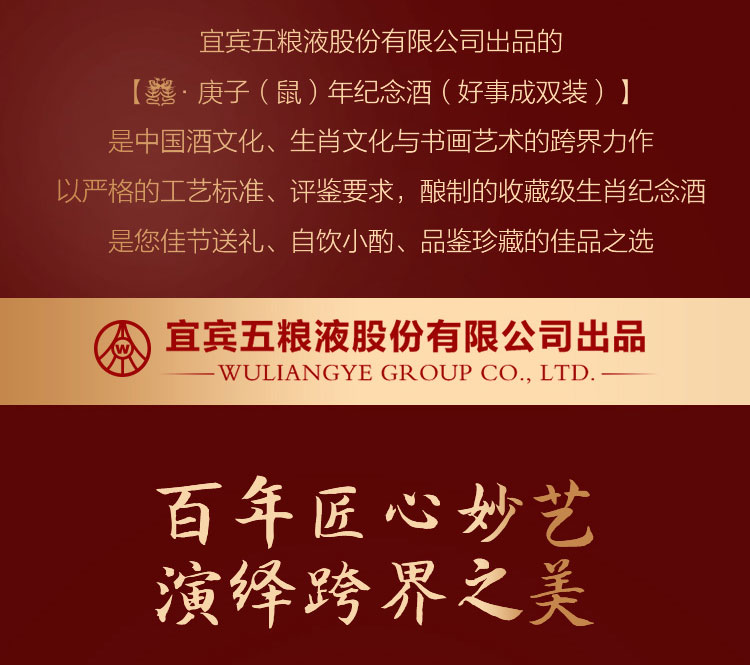 宜宾五粮液股份有限公司出品的
【·庚子（鼠）年纪念酒（好事成双装）】
是中国酒文化、生肖文化与书画艺术的跨界力作
以严格的工艺标准、评鉴要求，酿制的收藏级生肖纪念酒
是您佳节送礼、自饮小酌、品鉴珍藏的佳品之选
W
宜宾五粮液股份有限公司出品
WULIANGYE GROUP CO., LTD.
百年匠心妙艺
演绎跨界之美